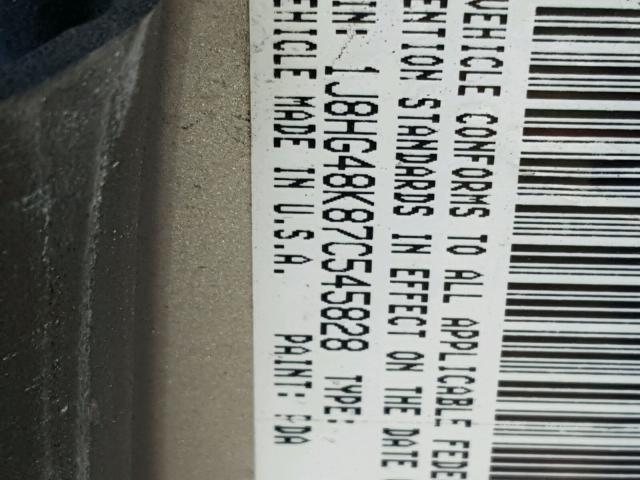 VEHICLE CONFORMS TO ALL APPLICABLE FEDE
ENTION STANDARDS IN EFFECT ON THE DATE
IN: 1J8HG48K87C545828 TYPE:
VEHICLE MADE IN U.S.A. PAINT: PDA